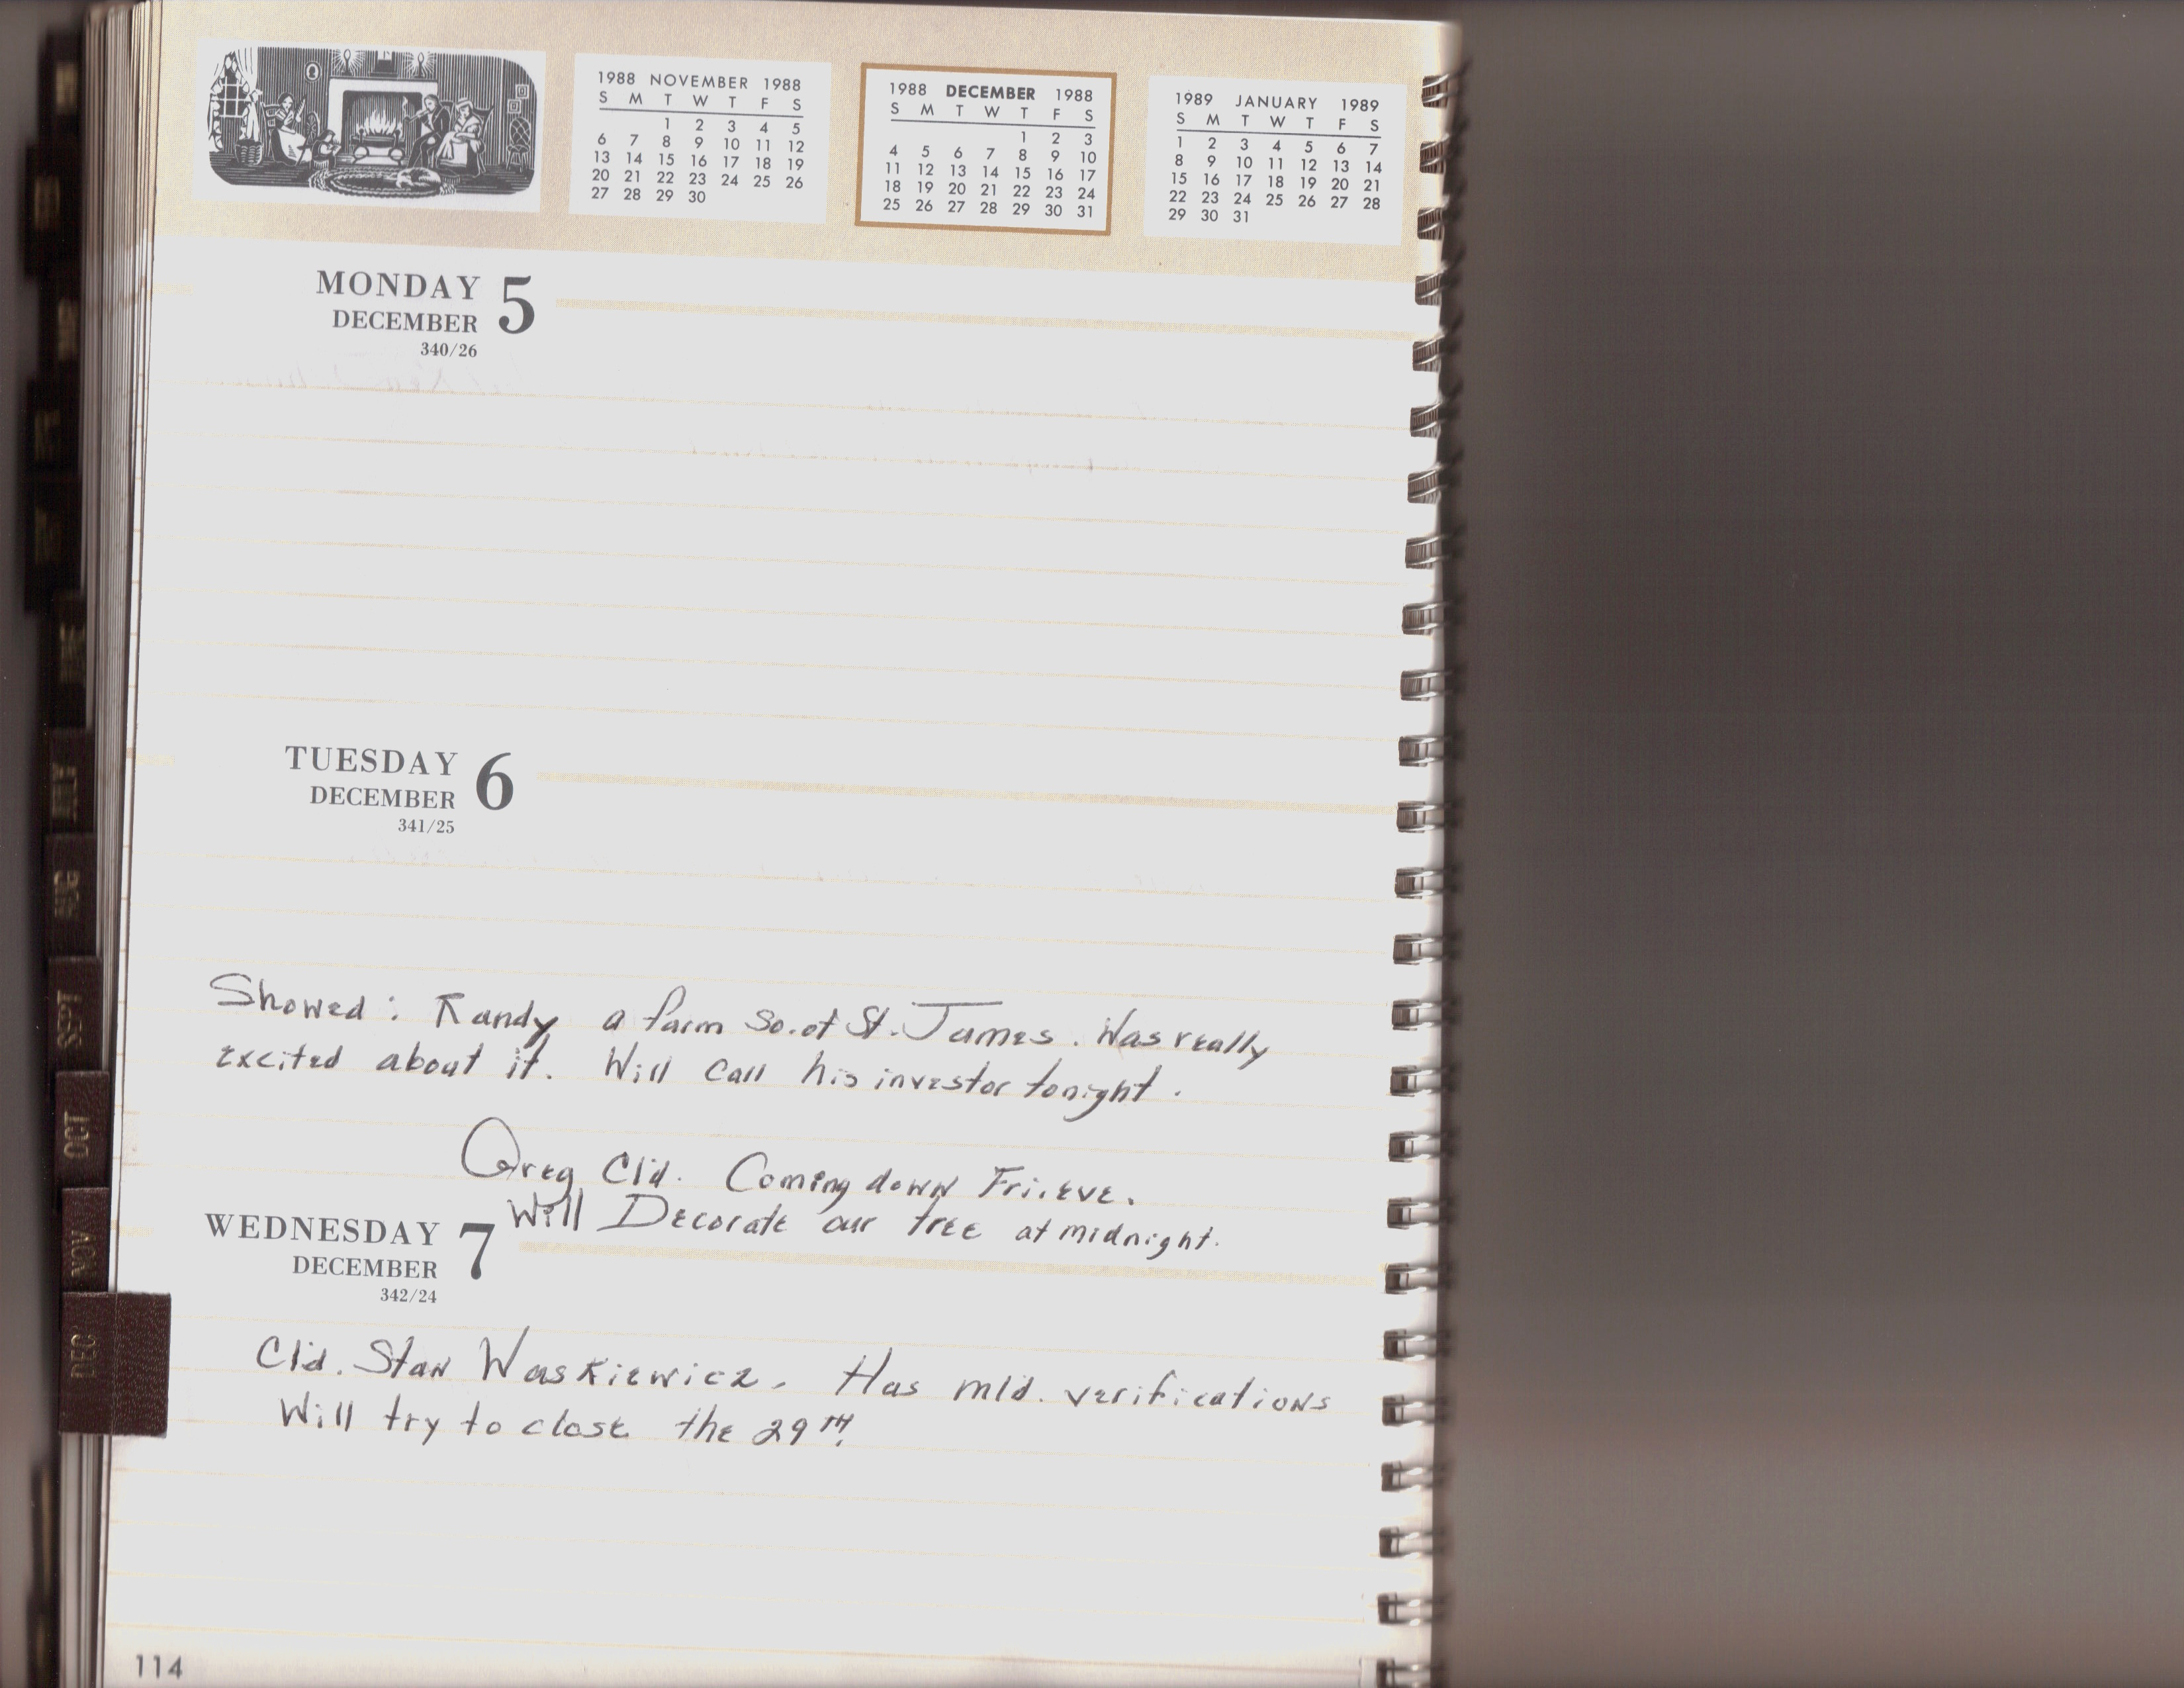 1988 NOVEMBER 1988
S M T W T F S
1 2 3 4 5
6 7 8 9 10 11 12
13 14 15 16 17 18 19
20 21 22 23 24 25 26
27 28 29 30
1988 DECEMBER 1988
S M T W T F S
1 2 3
4 5 6 7 8 9 10
11 12 13 14 15 16 17
18 19 20 21 22 23 24
25 26 27 28 29 30 31
1989 JANUARY 1989
S M T W T F S
1 2 3 4 5 6 7
8 9 10 11 12 13 14
15 16 17 18 19 20 21
22 23 24 25 26 27 28
29 30 31
MONDAY 5
DECEMBER
340/26
TUESDAY 6
DECEMBER
341/25
Showed: Randy a farm so. of St. James. Was really
excited about it. Will call his investor tonight.
Greg Cl'd. Coming down Fri. eve.
Will Decorate our tree at midnight.
WEDNESDAY 7
DECEMBER
342/24
Cl'd. Stan Waskiewicz. Has ml'd. verifications
Will try to close the 29TH.
JULY
AUG
SEPT
OCT
NOV
DEC
114